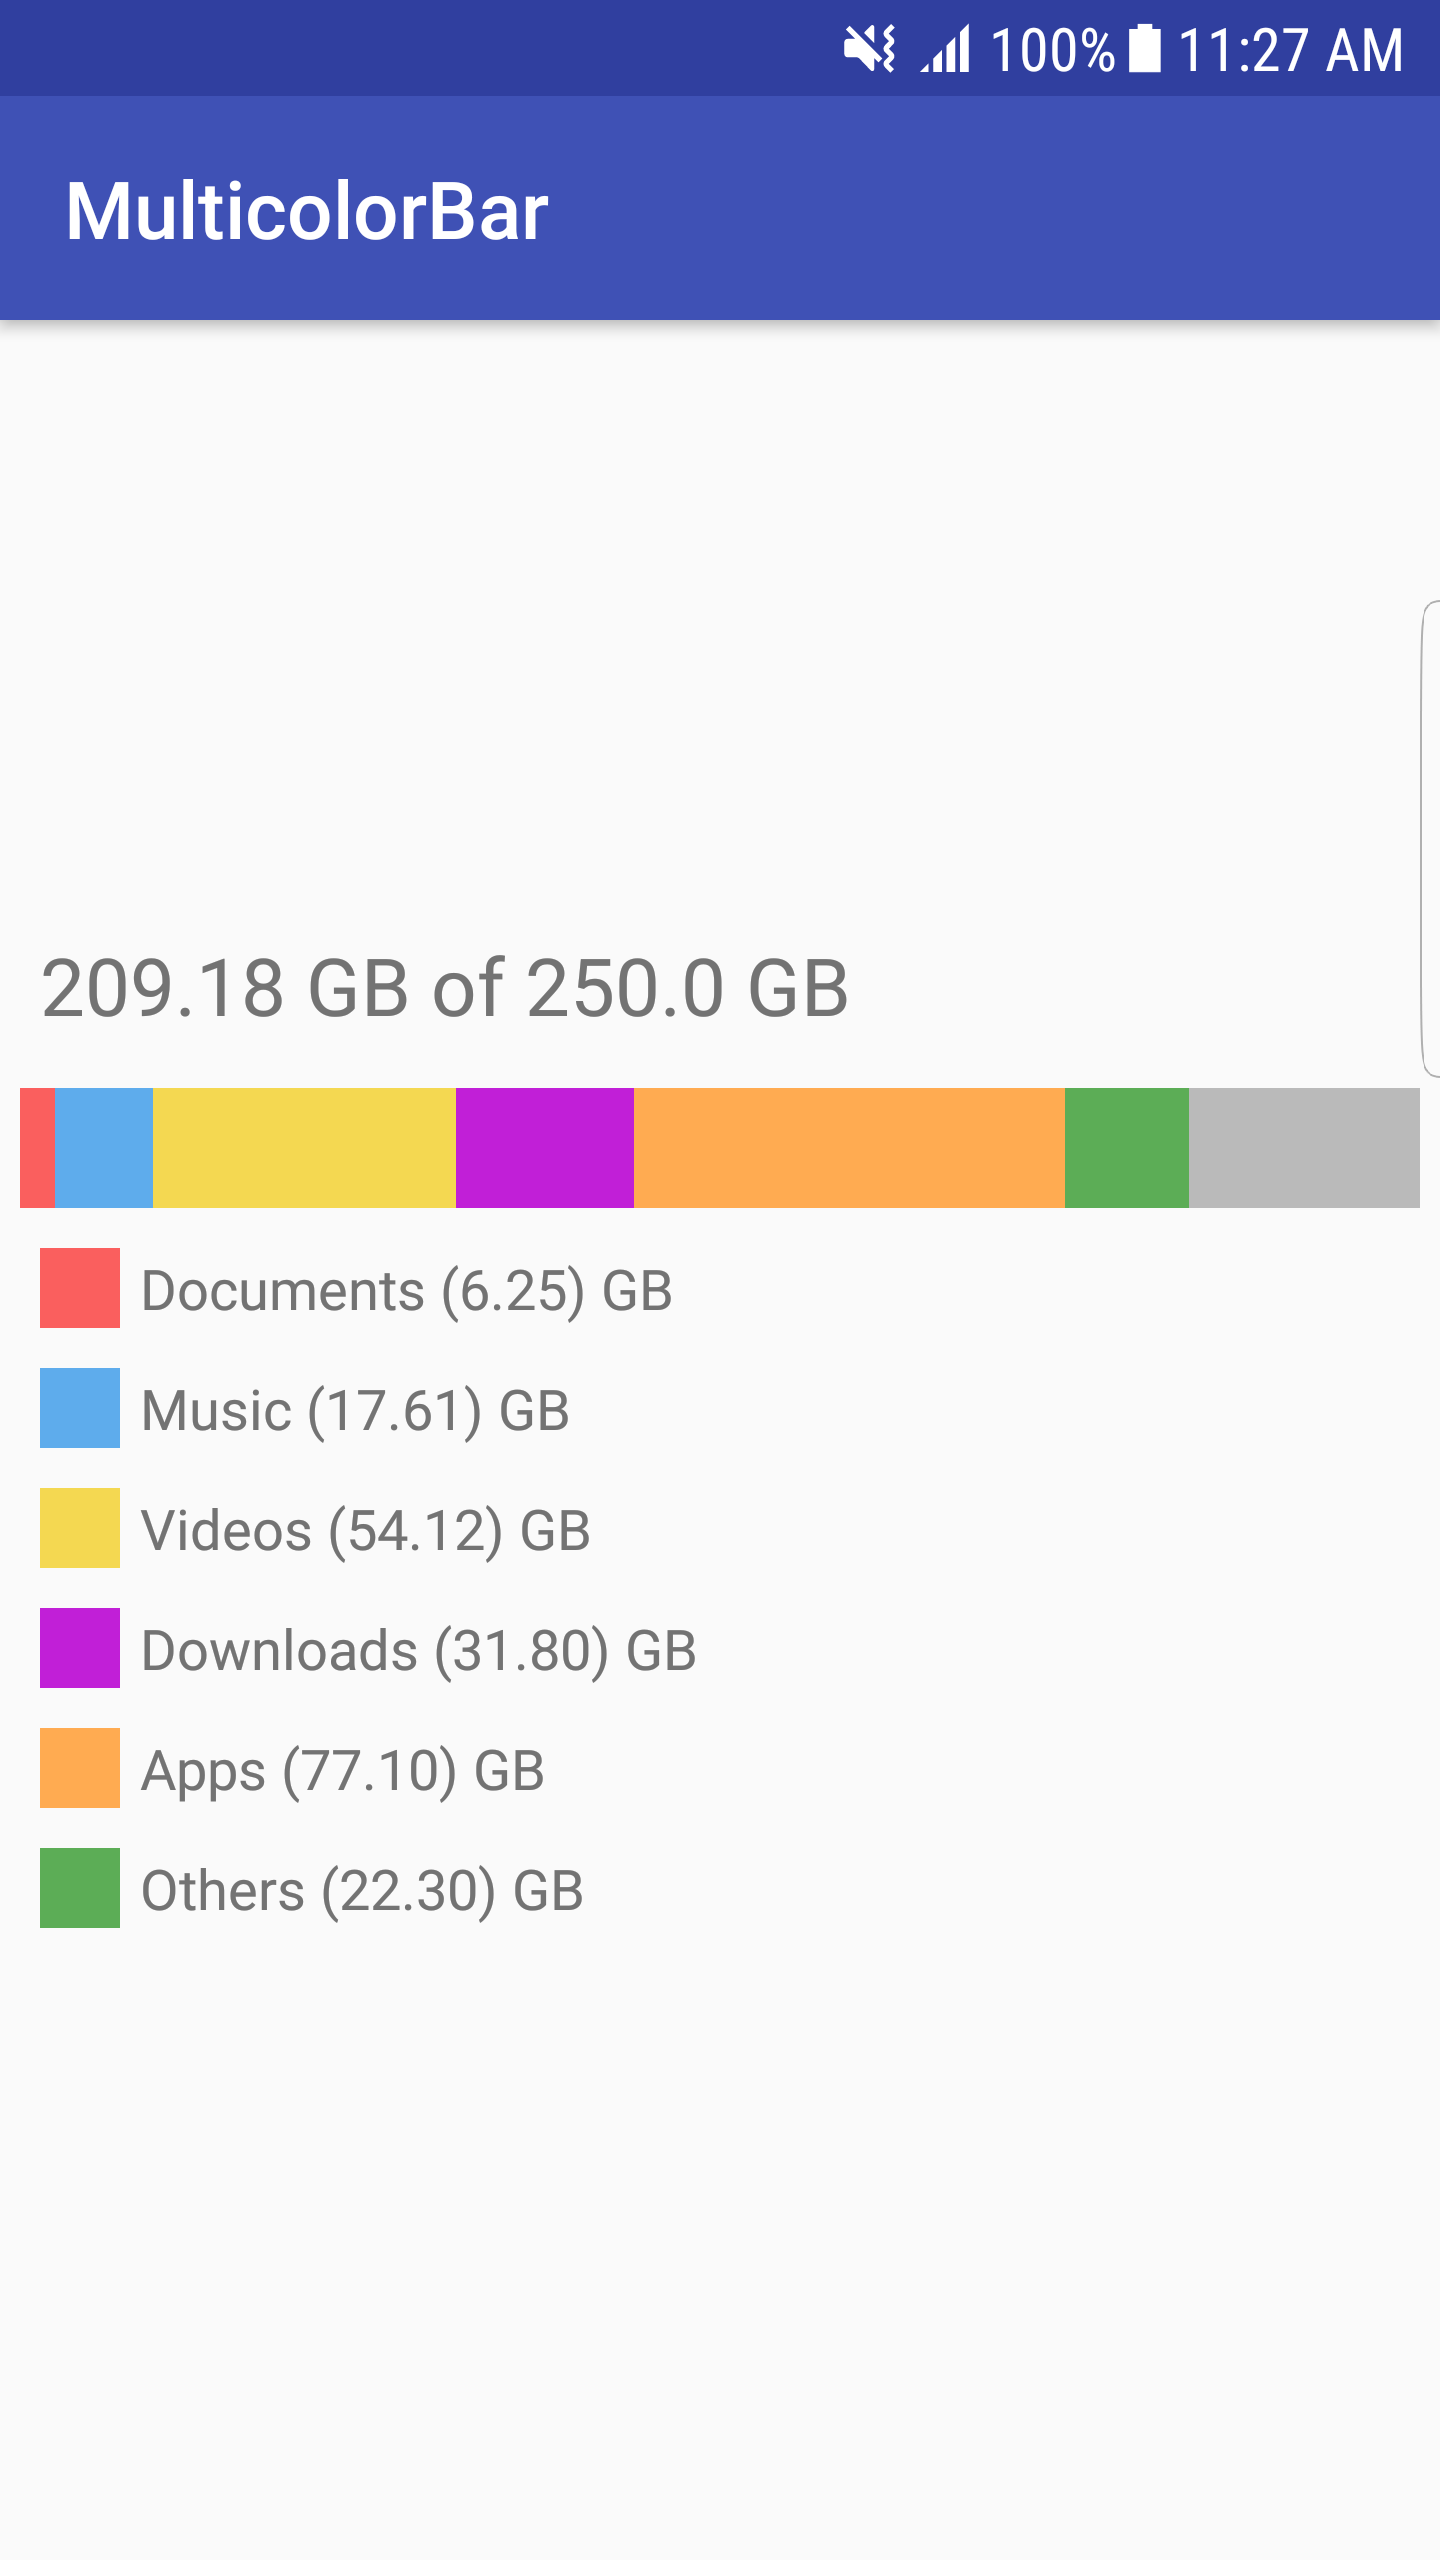 100% 11:27 AM
MulticolorBar
209.18 GB of 250.0 GB
Documents (6.25) GB
Music (17.61) GB
Videos (54.12) GB
Downloads (31.80) GB
Apps (77.10) GB
Others (22.30) GB